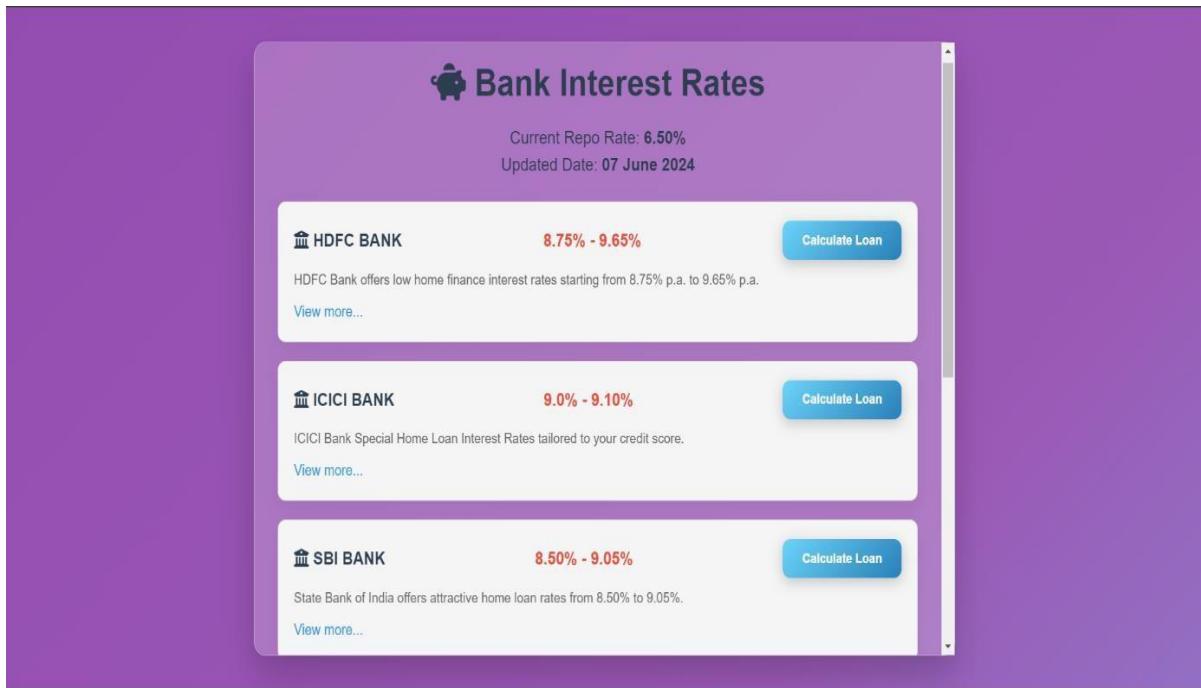 Bank Interest Rates
Current Repo Rate: 6.50%
Updated Date: 07 June 2024
HDFC BANK 8.75% - 9.65% Calculate Loan
HDFC Bank offers low home finance interest rates starting from 8.75% p.a. to 9.65% p.a.
View more...
ICICI BANK 9.0% - 9.10% Calculate Loan
ICICI Bank Special Home Loan Interest Rates tailored to your credit score.
View more...
SBI BANK 8.50% - 9.05% Calculate Loan
State Bank of India offers attractive home loan rates from 8.50% to 9.05%.
View more...